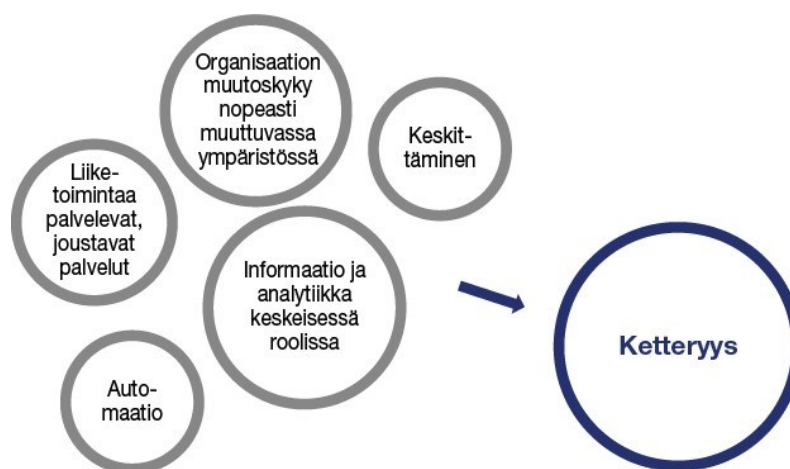 Organisaation
muutoskyky
nopeasti
muuttuvassa
ympäristössä
Keskit-
täminen
Liike-
toimintaa
palvelevat,
joustavat
palvelut
Informaatio ja
analytiikka
keskeisessä
roolissa
Auto-
maatio
Ketteryys